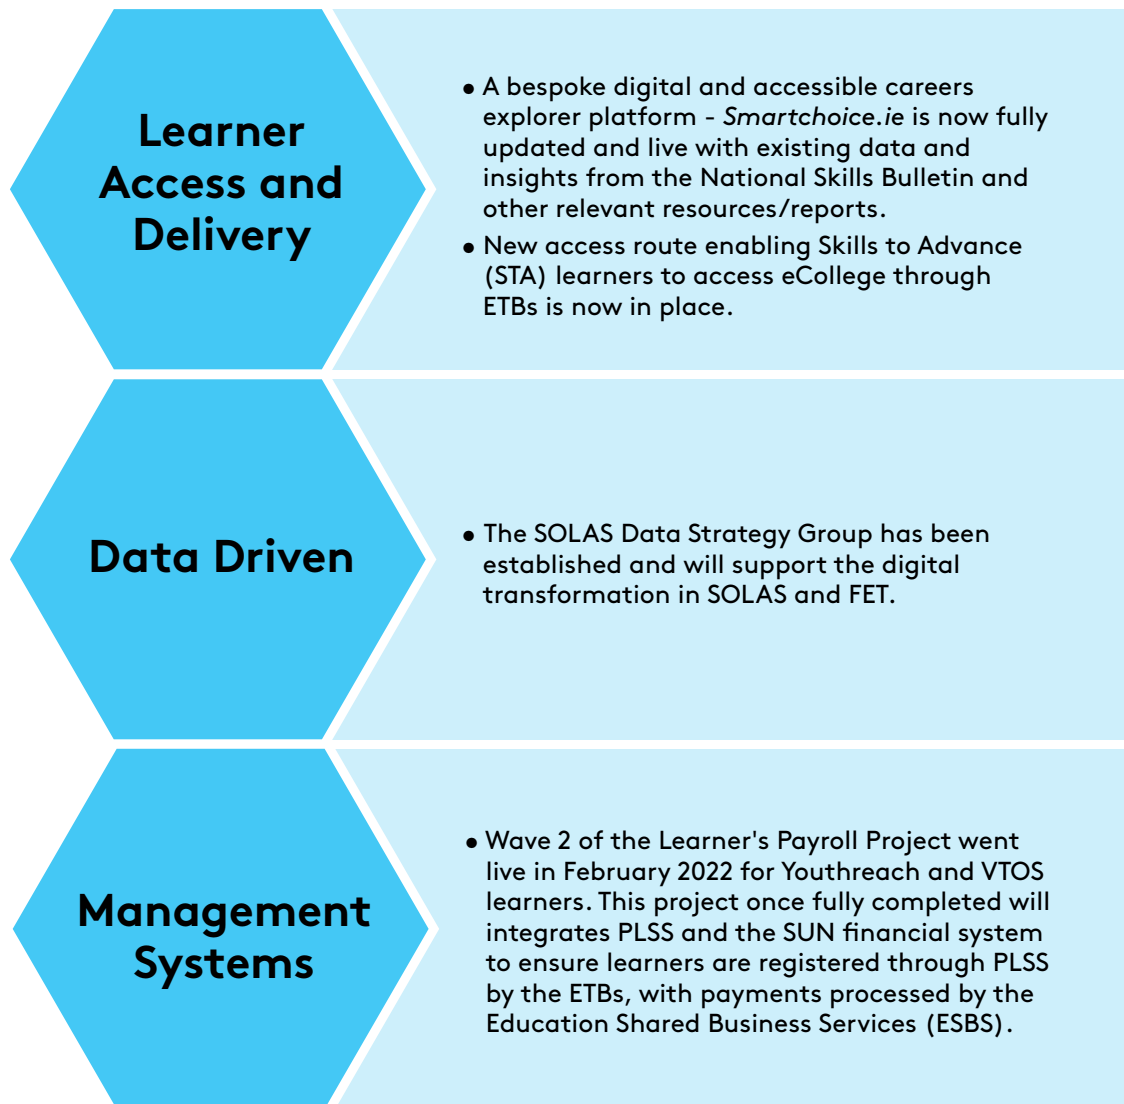 Learner
Access and
Delivery
• A bespoke digital and accessible careers
explorer platform - Smartchoice.ie is now fully
updated and live with existing data and
insights from the National Skills Bulletin and
other relevant resources/reports.
• New access route enabling Skills to Advance
(STA) learners to access eCollege through
ETBs is now in place.
Data Driven
• The SOLAS Data Strategy Group has been
established and will support the digital
transformation in SOLAS and FET.
Management
Systems
• Wave 2 of the Learner's Payroll Project went
live in February 2022 for Youthreach and VTOS
learners. This project once fully completed will
integrates PLSS and the SUN financial system
to ensure learners are registered through PLSS
by the ETBs, with payments processed by the
Education Shared Business Services (ESBS).